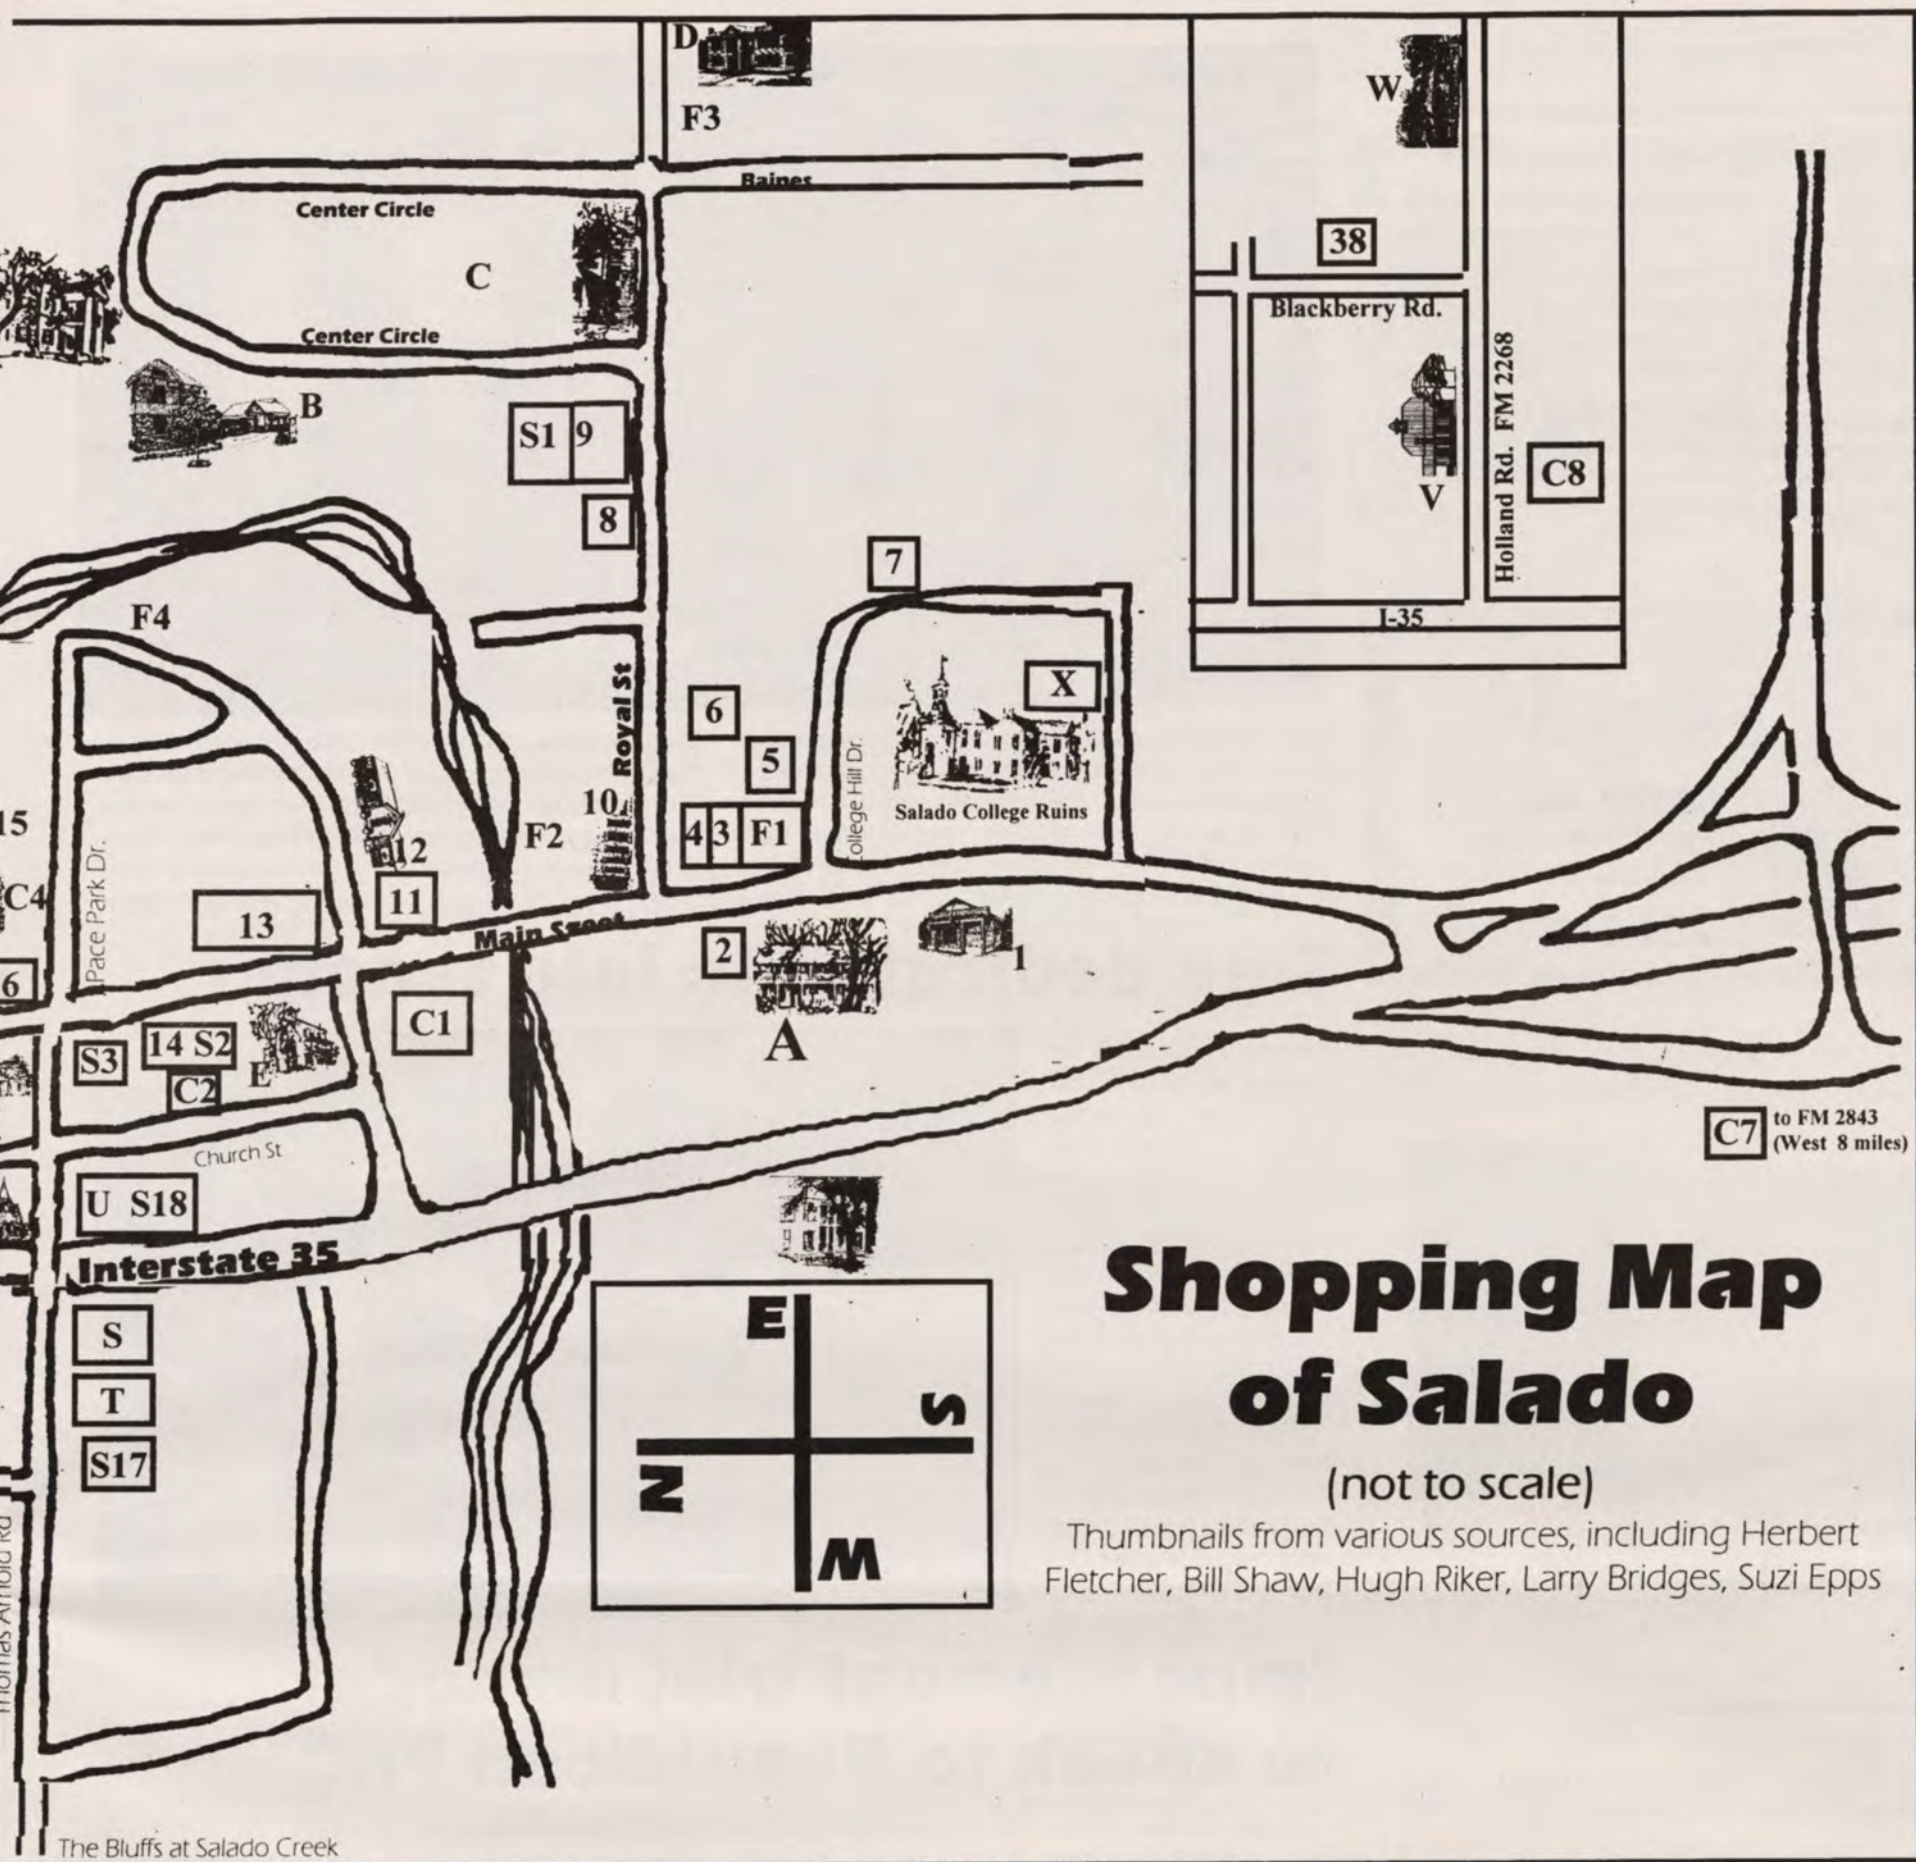 D
F3
W
Baines
Center Circle
C
Center Circle
38
Blackberry Rd.
Holland Rd. FM 2268
C8
V
I-35
B
S1 9
8
7
F4
X
6
5
Royal St
College Hill Dr.
Salado College Ruins
10
4 3 F1
F2
12
11
15
C4
Pace Park Dr.
13
Main Street
2
1
A
6
C1
S3
14 S2
E
C2
Church St
C7 to FM 2843
(West 8 miles)
U S18
Interstate 35
S
T
S17
E
S
N
W
Shopping Map
of Salado
(not to scale)
Thumbnails from various sources, including Herbert
Fletcher, Bill Shaw, Hugh Riker, Larry Bridges, Suzi Epps
Thomas Arnold Rd
The Bluffs at Salado Creek